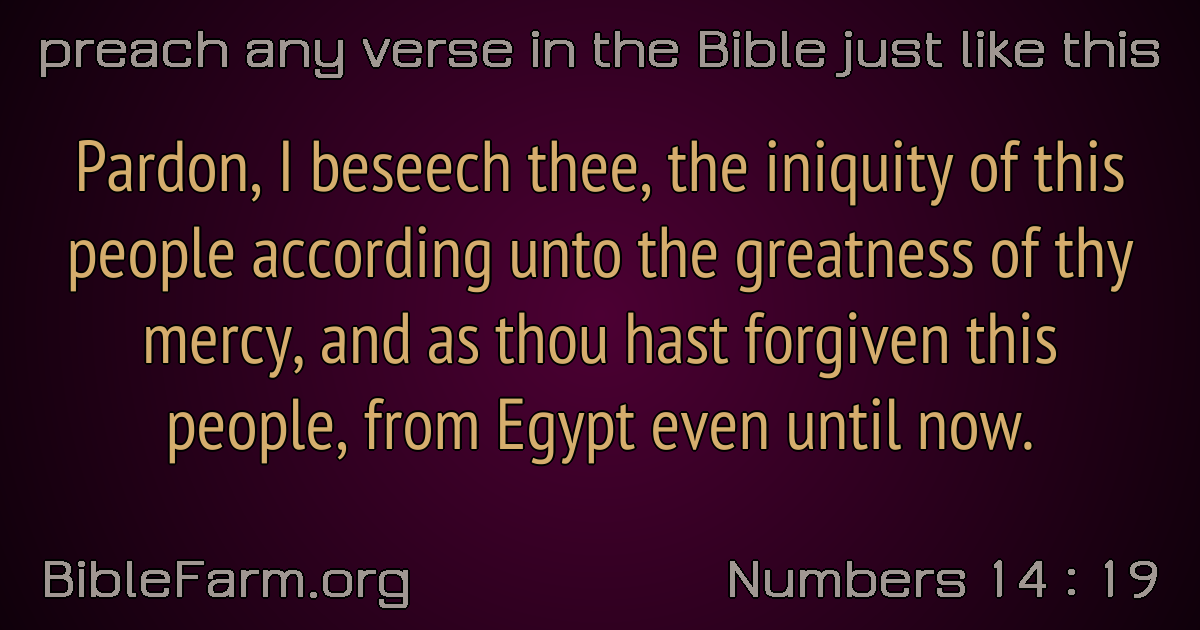 preach any verse in the Bible just like this
Pardon, I beseech thee, the iniquity of this
people according unto the greatness of thy
mercy, and as thou hast forgiven this
people, from Egypt even until now.
BibleFarm.org
Numbers 14 : 19